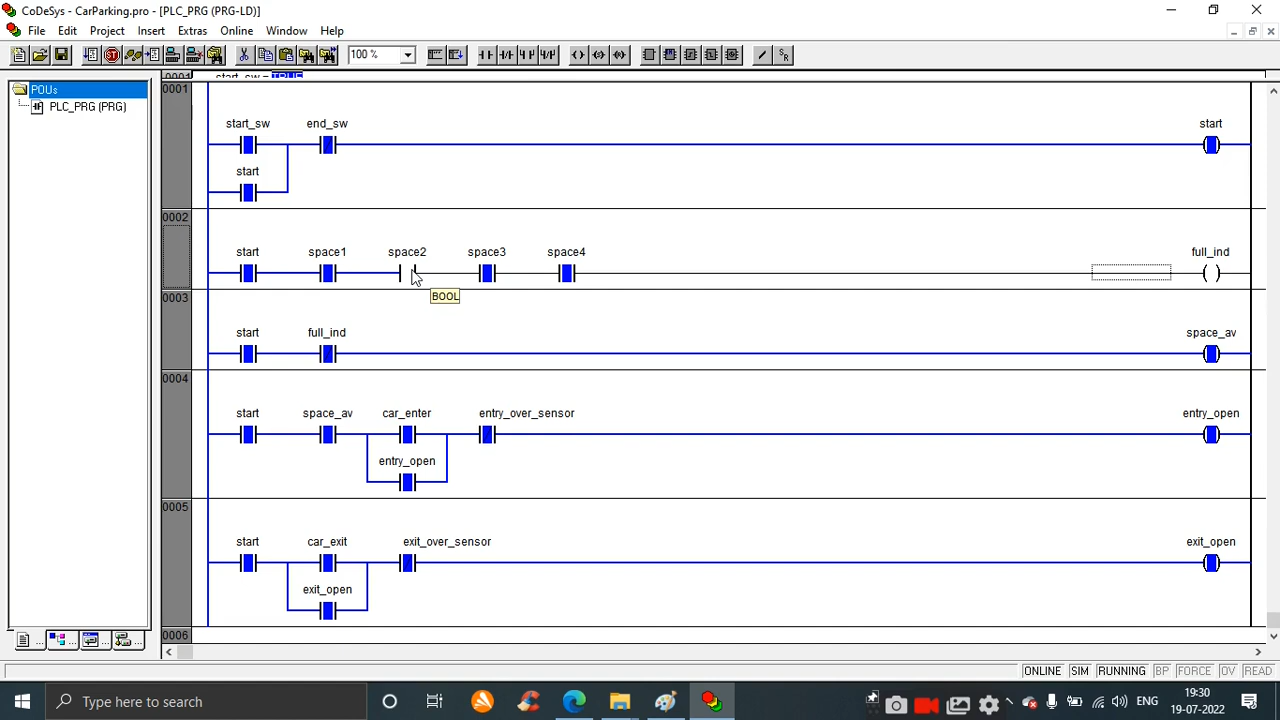 CoDeSys - CarParking.pro - [PLC_PRG (PRG-LD)]
File Edit Project Insert Extras Online Window Help
100 %
POUs
PLC_PRG (PRG)
0001 start_sw = TRUE
0001
start_sw end_sw start
start
0002
start space1 space2 space3 space4 full_ind
BOOL
0003
start full_ind space_av
0004
start space_av car_enter entry_over_sensor entry_open
entry_open
0005
start car_exit exit_over_sensor exit_open
exit_open
0006
ONLINE SIM RUNNING BP FORCE OV READ
Type here to search
ENG
19:30
19-07-2022